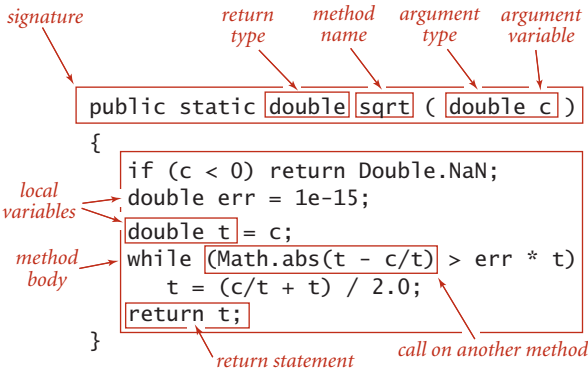 signature
return type
method name
argument type
argument variable
public static double sqrt ( double c )
{
if (c < 0) return Double.NaN;
double err = 1e-15;
local variables
double t = c;
while (Math.abs(t - c/t) > err * t)
method body
t = (c/t + t) / 2.0;
return t;
}
return statement
call on another method